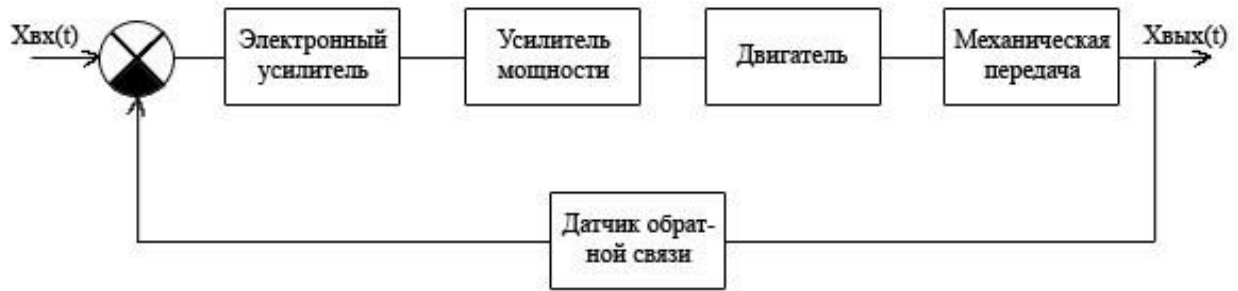 Xвх(t)
Электронный
усилитель
Усилитель
мощности
Двигатель
Механическая
передача
Xвых(t)
Датчик обрат-
ной связи